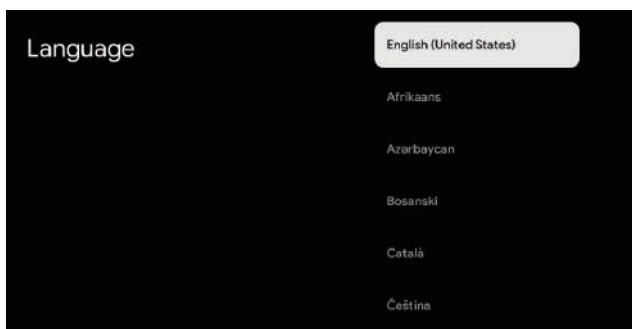 Language
English (United States)
Afrikaans
Azərbaycan
Bosanski
Català
Čeština